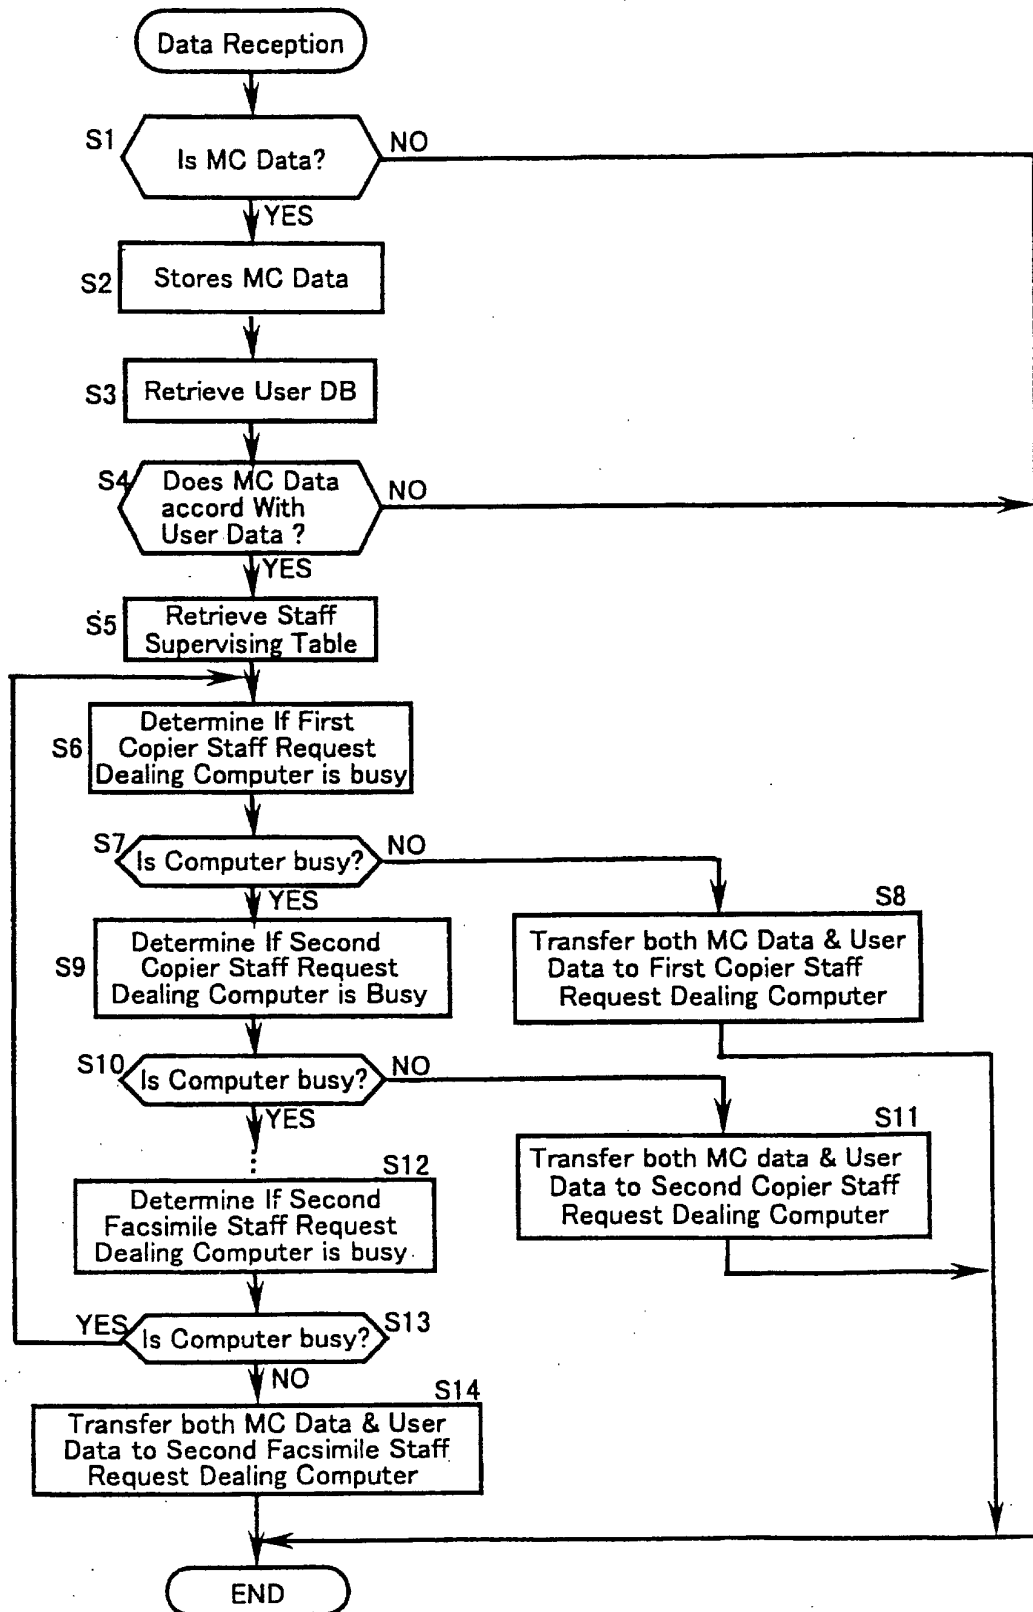 Data Reception
S1
Is MC Data?
NO
YES
S2
Stores MC Data
S3
Retrieve User DB
S4
Does MC Data
accord With
User Data ?
NO
YES
S5
Retrieve Staff
Supervising Table
S6
Determine If First
Copier Staff Request
Dealing Computer is busy
S7
Is Computer busy?
NO
YES
S8
Transfer both MC Data & User
Data to First Copier Staff
Request Dealing Computer
S9
Determine If Second
Copier Staff Request
Dealing Computer is Busy
S10
Is Computer busy?
NO
YES
S11
Transfer both MC data & User
Data to Second Copier Staff
Request Dealing Computer
S12
Determine If Second
Facsimile Staff Request
Dealing Computer is busy
YES
Is Computer busy?
S13
NO
S14
Transfer both MC Data & User
Data to Second Facsimile Staff
Request Dealing Computer
END